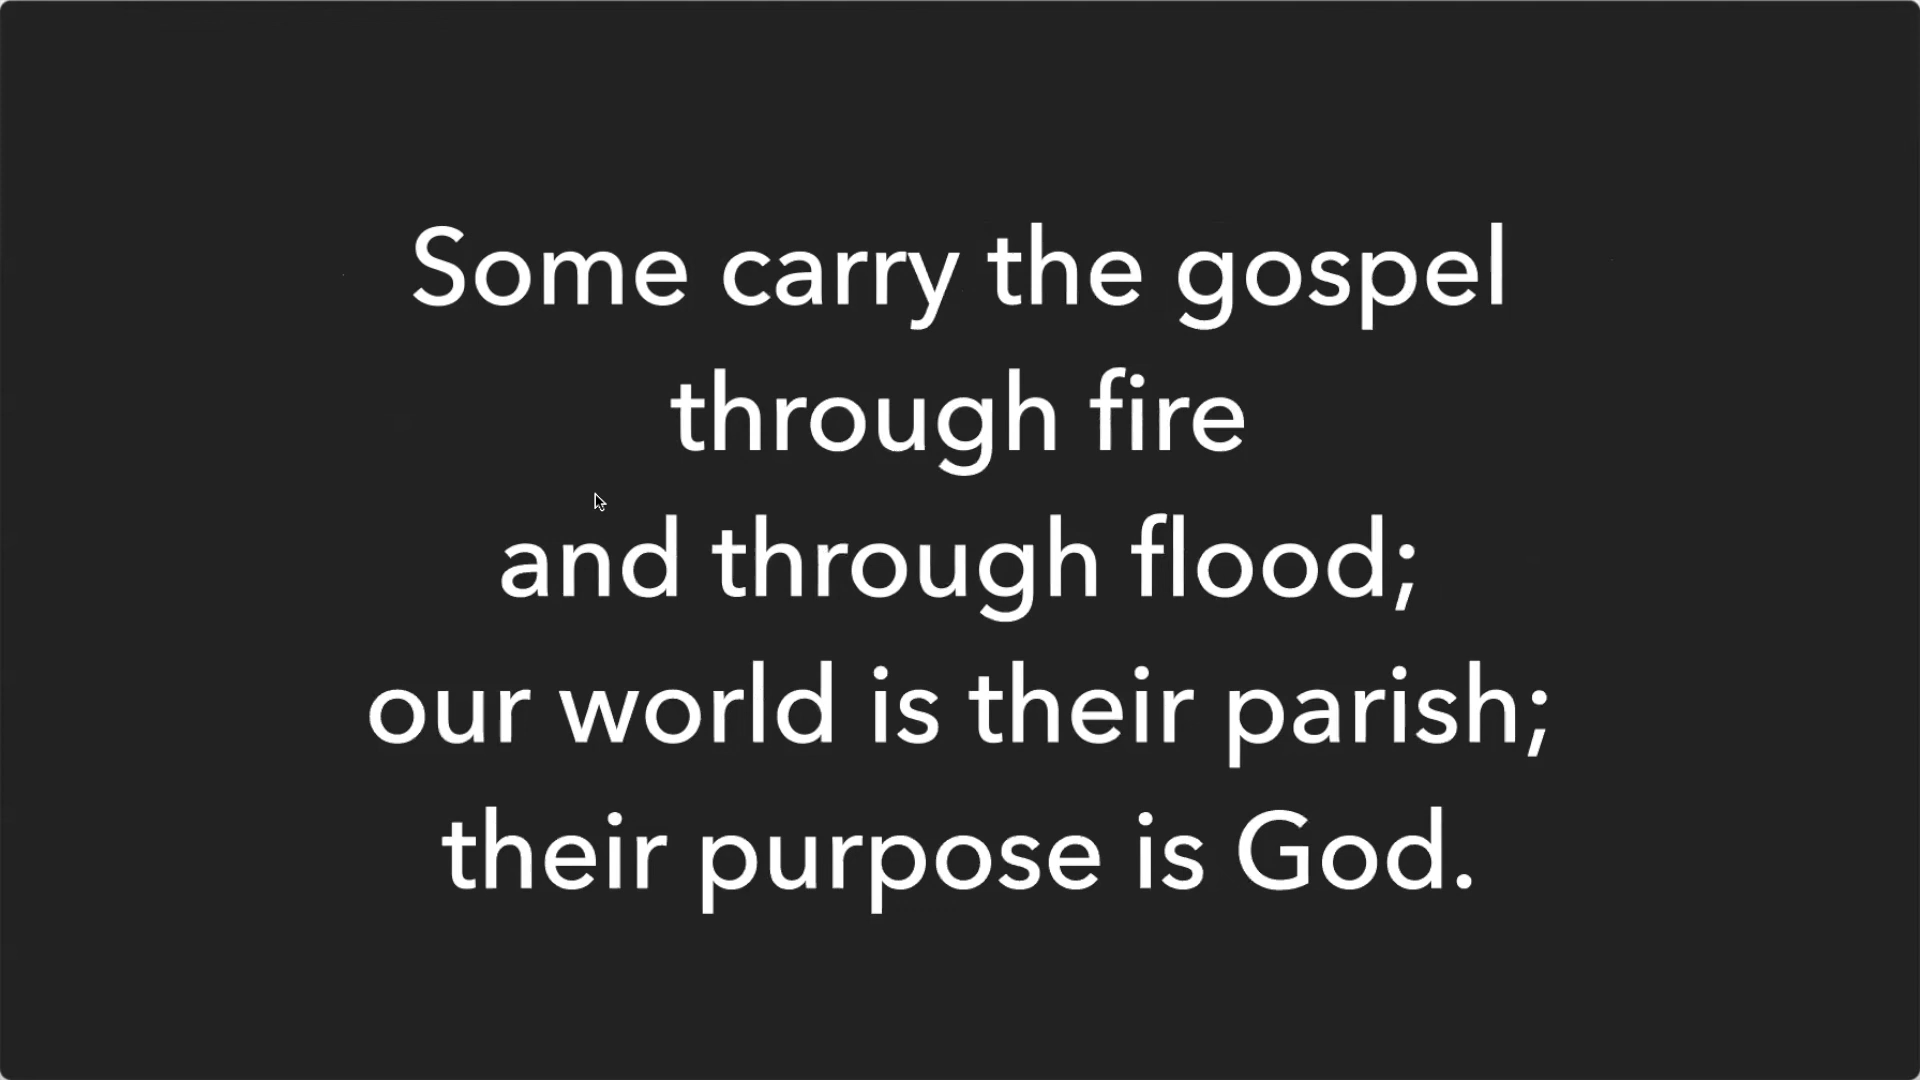 Some carry the gospel
through fire
and through flood;
our world is their parish;
their purpose is God.